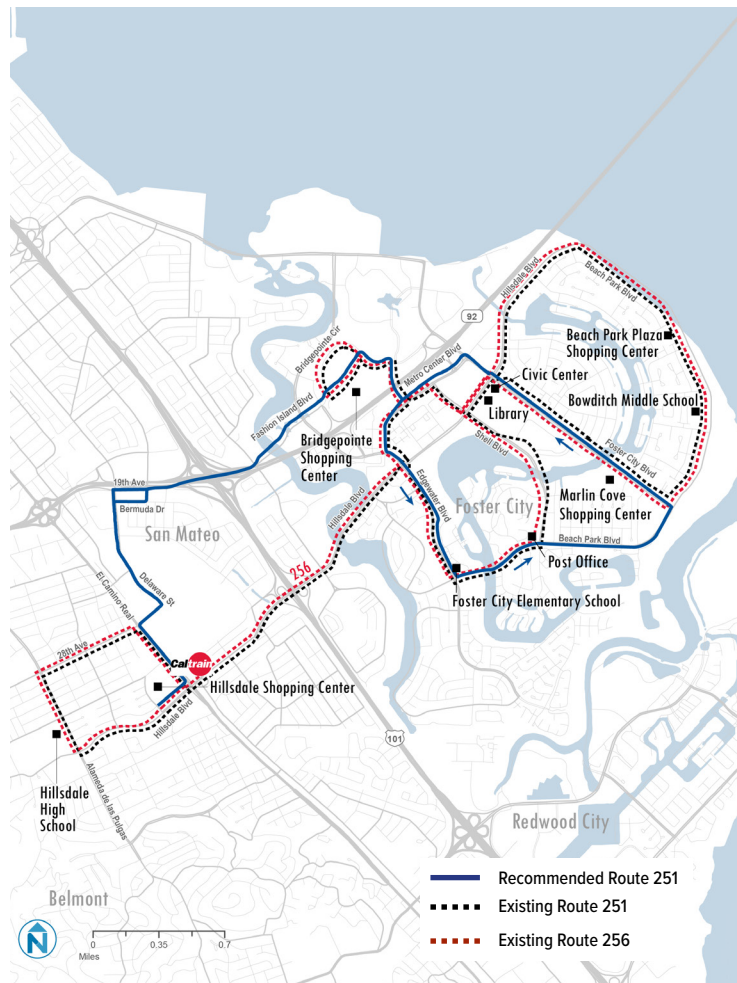 Hillsdale Blvd
Beach Park Blvd
92
Bridgepointe Cir
Metro Center Blvd
Beach Park Plaza
Shopping Center
Civic Center
Library
Bowditch Middle School
Fashion Island Blvd
Bridgepointe
Shopping
Center
Shell Blvd
Foster City Blvd
19th Ave
Bermuda Dr
San Mateo
Hillsdale Blvd
Edgewater Blvd
Foster City
Marlin Cove
Shopping Center
Beach Park Blvd
Post Office
256
Foster City Elementary School
Delaware St
El Camino Real
28th Ave
Caltrain
Hillsdale Shopping Center
Hillsdale Blvd
101
Hillsdale
High
School
Alameda de las Pulgas
Redwood City
Belmont
Recommended Route 251
Existing Route 251
Existing Route 256
N
0 0.35 0.7
Miles